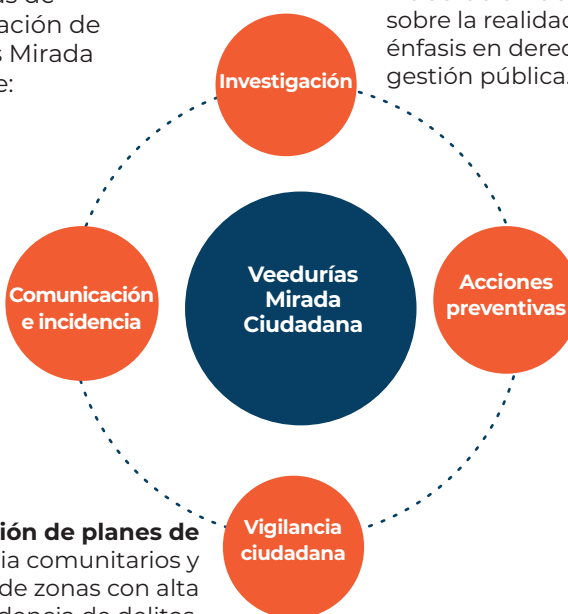 ación de
s Mirada
e:
sobre la realidad
énfasis en derec
gestión pública.
Investigación
Comunicación
e incidencia
Veedurías
Mirada
Ciudadana
Acciones
preventivas
Vigilancia
ciudadana
ión de planes de
ia comunitarios y
de zonas con alta